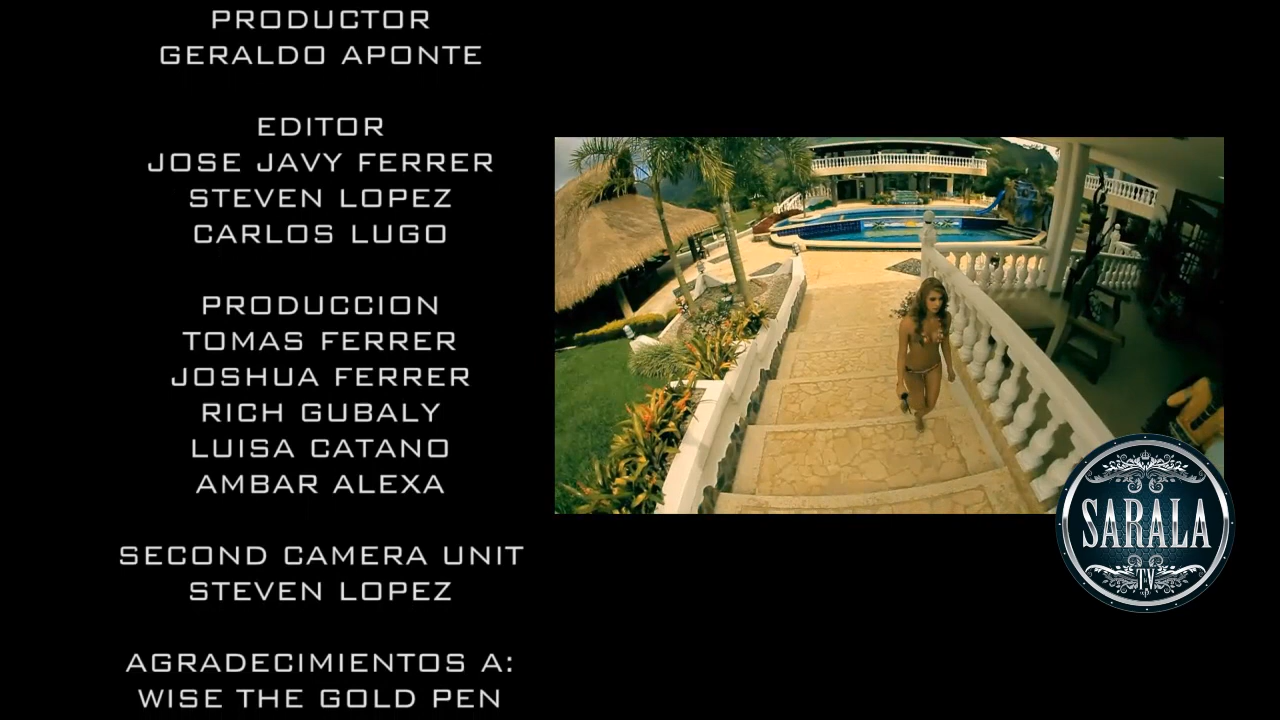 PRODUCTOR
GERALDO APONTE
EDITOR
JOSE JAVY FERRER
STEVEN LOPEZ
CARLOS LUGO
PRODUCCION
TOMAS FERRER
JOSHUA FERRER
RICH GUBALY
LUISA CATANO
AMBAR ALEXA
SECOND CAMERA UNIT
STEVEN LOPEZ
AGRADECIMIENTOS A:
WISE THE GOLD PEN
SARALA
TV